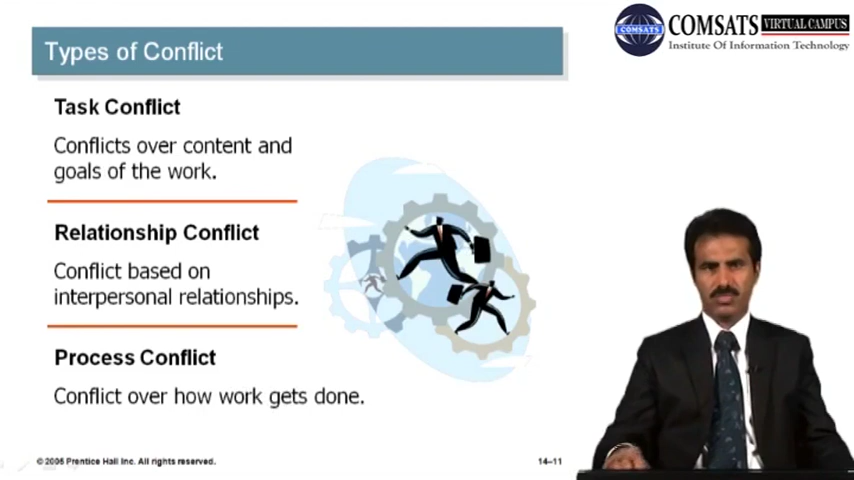 Types of Conflict
COMSATS VIRTUAL CAMPUS
Institute Of Information Technology
COMSATS
Task Conflict
Conflicts over content and
goals of the work.
Relationship Conflict
Conflict based on
interpersonal relationships.
Process Conflict
Conflict over how work gets done.
© 2005 Prentice Hall Inc. All rights reserved.
14–11